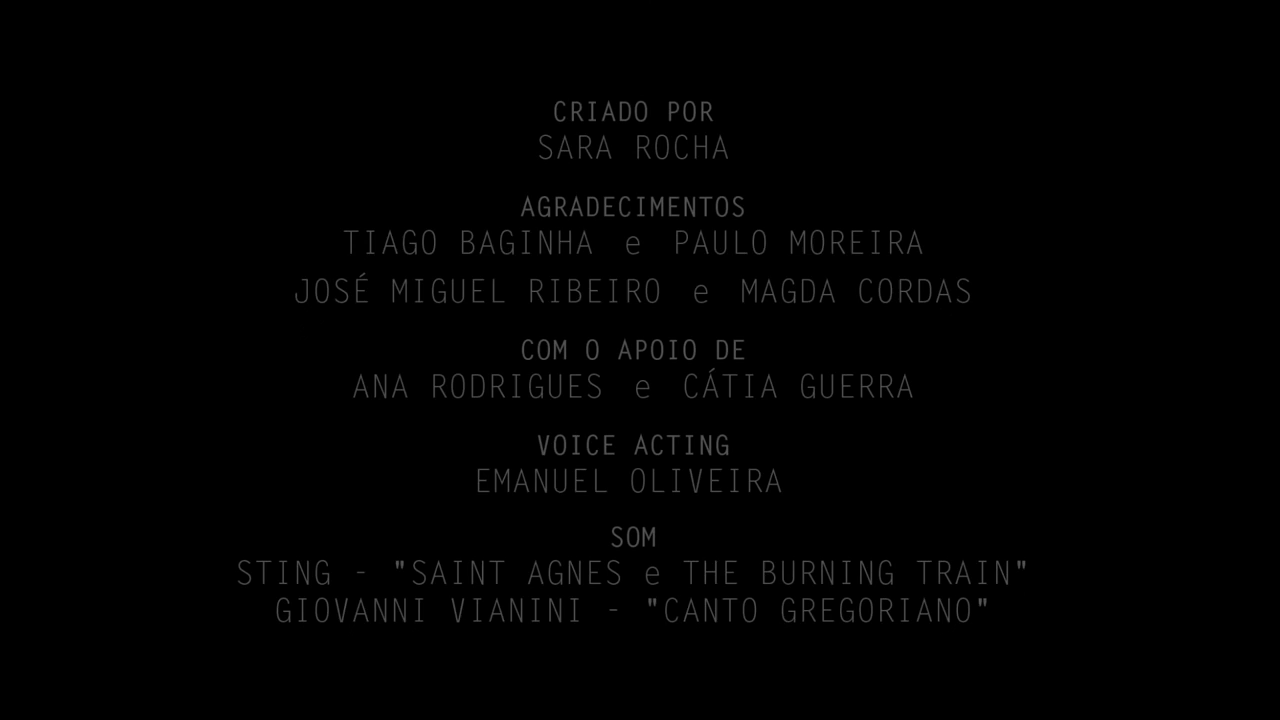 CRIADO POR
SARA ROCHA
AGRADECIMENTOS
TIAGO BAGINHA e PAULO MOREIRA
JOSÉ MIGUEL RIBEIRO e MAGDA CORDAS
COM O APOIO DE
ANA RODRIGUES e CÁTIA GUERRA
VOICE ACTING
EMANUEL OLIVEIRA
SOM
STING - "SAINT AGNES e THE BURNING TRAIN"
GIOVANNI VIANINI - "CANTO GREGORIANO"